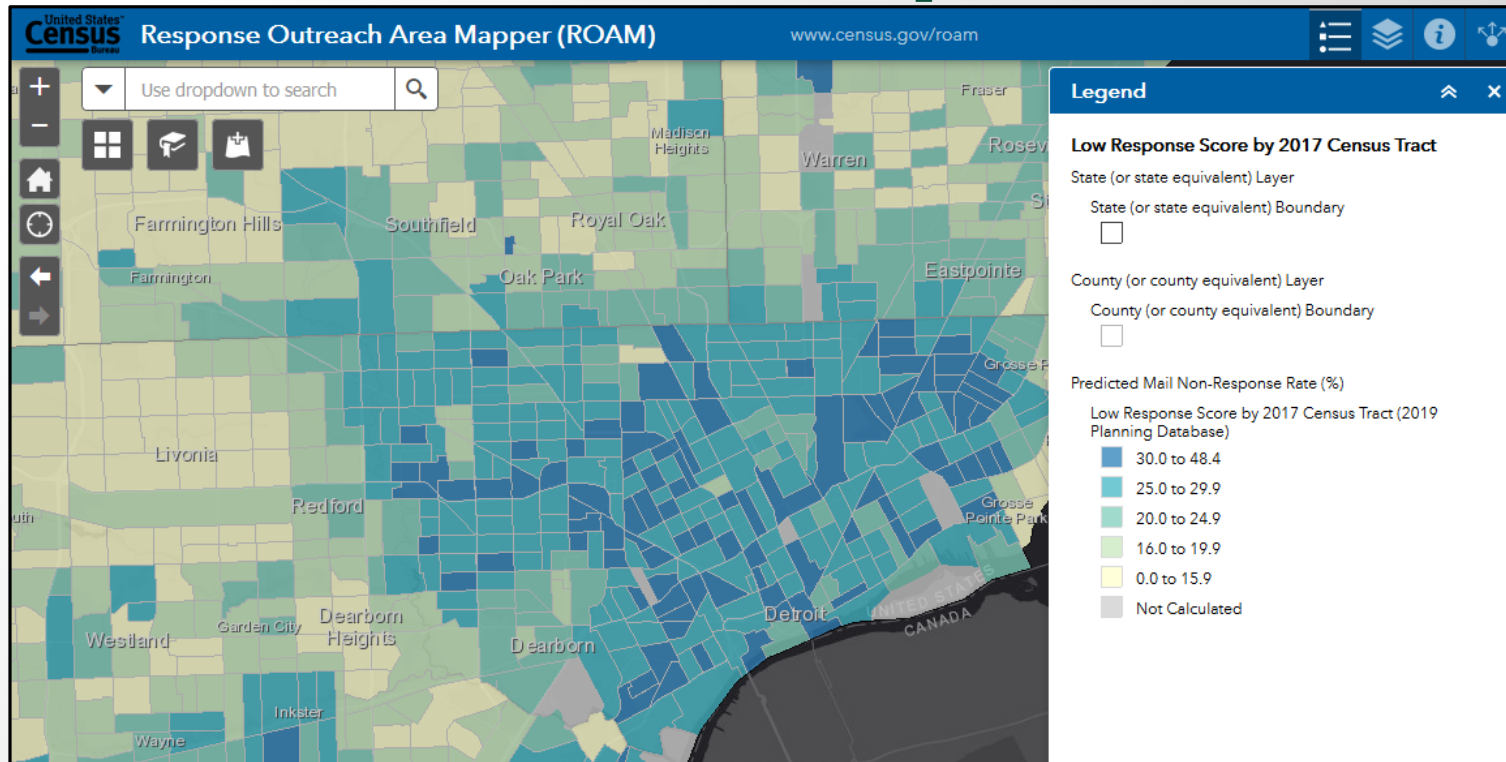 United States™
Census
Bureau
Response Outreach Area Mapper (ROAM)
www.census.gov/roam
+
Use dropdown to search
−
Legend
Low Response Score by 2017 Census Tract
State (or state equivalent) Layer
State (or state equivalent) Boundary
County (or county equivalent) Layer
County (or county equivalent) Boundary
Predicted Mail Non-Response Rate (%)
Low Response Score by 2017 Census Tract (2019
Planning Database)
30.0 to 48.4
25.0 to 29.9
20.0 to 24.9
16.0 to 19.9
0.0 to 15.9
Not Calculated
Fraser
Madison
Heights
Warren
Rosev
Farmington Hills
Southfield
Royal Oak
St
Farmington
Oak Park
Eastpointe
Grosse P
Livonia
Redford
Grosse
Pointe Park
uth
Westland
Garden City
Dearborn
Heights
Dearborn
Detroit
UNITED STATES
CANADA
Inkster
Wayne